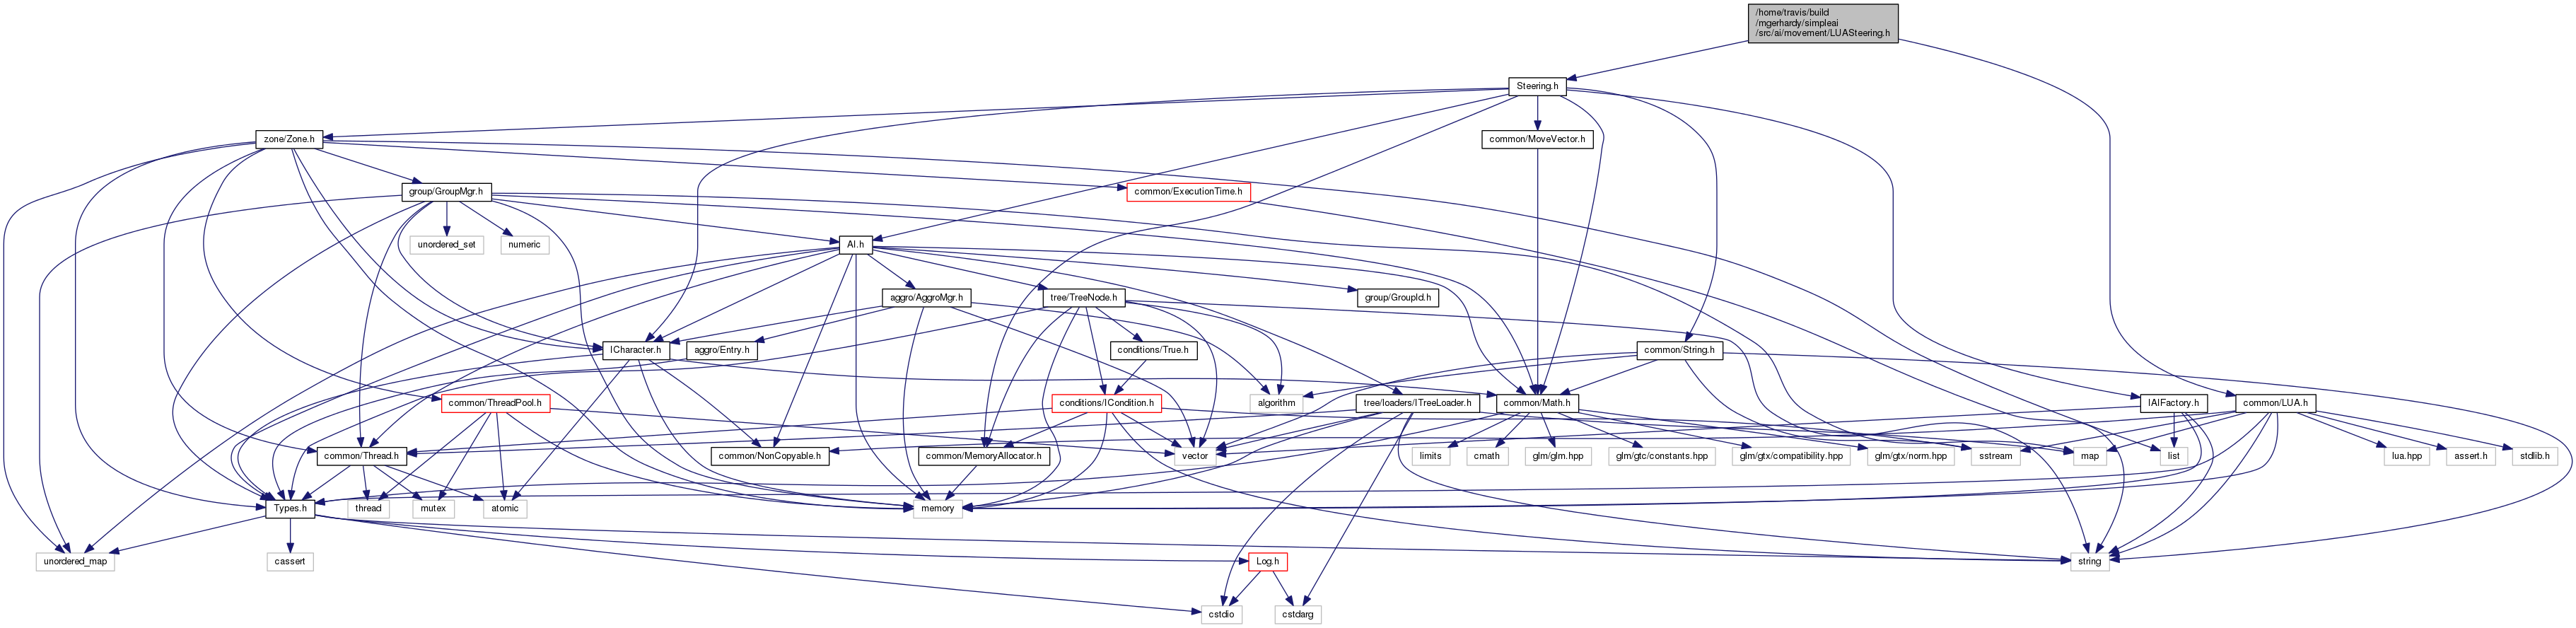 /home/travis/build
/mgerhardy/simpleai
/src/ai/movement/LUASteering.h
Steering.h
zone/Zone.h
common/MoveVector.h
group/GroupMgr.h
common/ExecutionTime.h
unordered_set
numeric
AI.h
aggro/AggroMgr.h
tree/TreeNode.h
group/GroupId.h
ICharacter.h
aggro/Entry.h
conditions/True.h
common/String.h
common/ThreadPool.h
conditions/ICondition.h
algorithm
tree/loaders/ITreeLoader.h
common/Math.h
IAIFactory.h
common/LUA.h
common/Thread.h
common/NonCopyable.h
common/MemoryAllocator.h
vector
limits
cmath
glm/glm.hpp
glm/gtc/constants.hpp
glm/gtx/compatibility.hpp
glm/gtx/norm.hpp
sstream
map
list
lua.hpp
assert.h
stdlib.h
Types.h
thread
mutex
atomic
memory
unordered_map
cassert
Log.h
string
cstdio
cstdarg